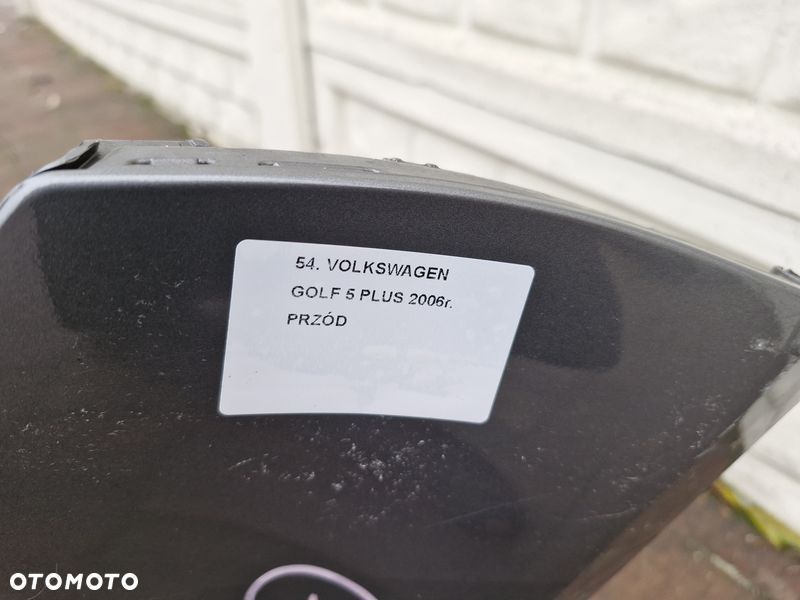 54. VOLKSWAGEN
GOLF 5 PLUS 2006r.
PRZÓD
OTOMOTO